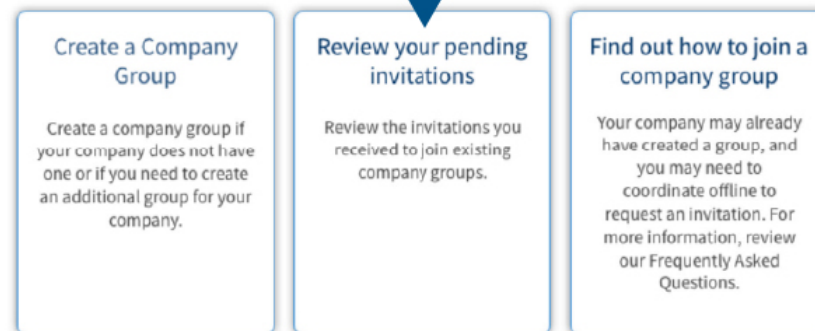 Create a Company
Group
Create a company group if
your company does not have
one or if you need to create
an additional group for your
company.
Review your pending
invitations
Review the invitations you
received to join existing
company groups.
Find out how to join a
company group
Your company may already
have created a group, and
you may need to
coordinate offline to
request an invitation. For
more information, review
our Frequently Asked
Questions.